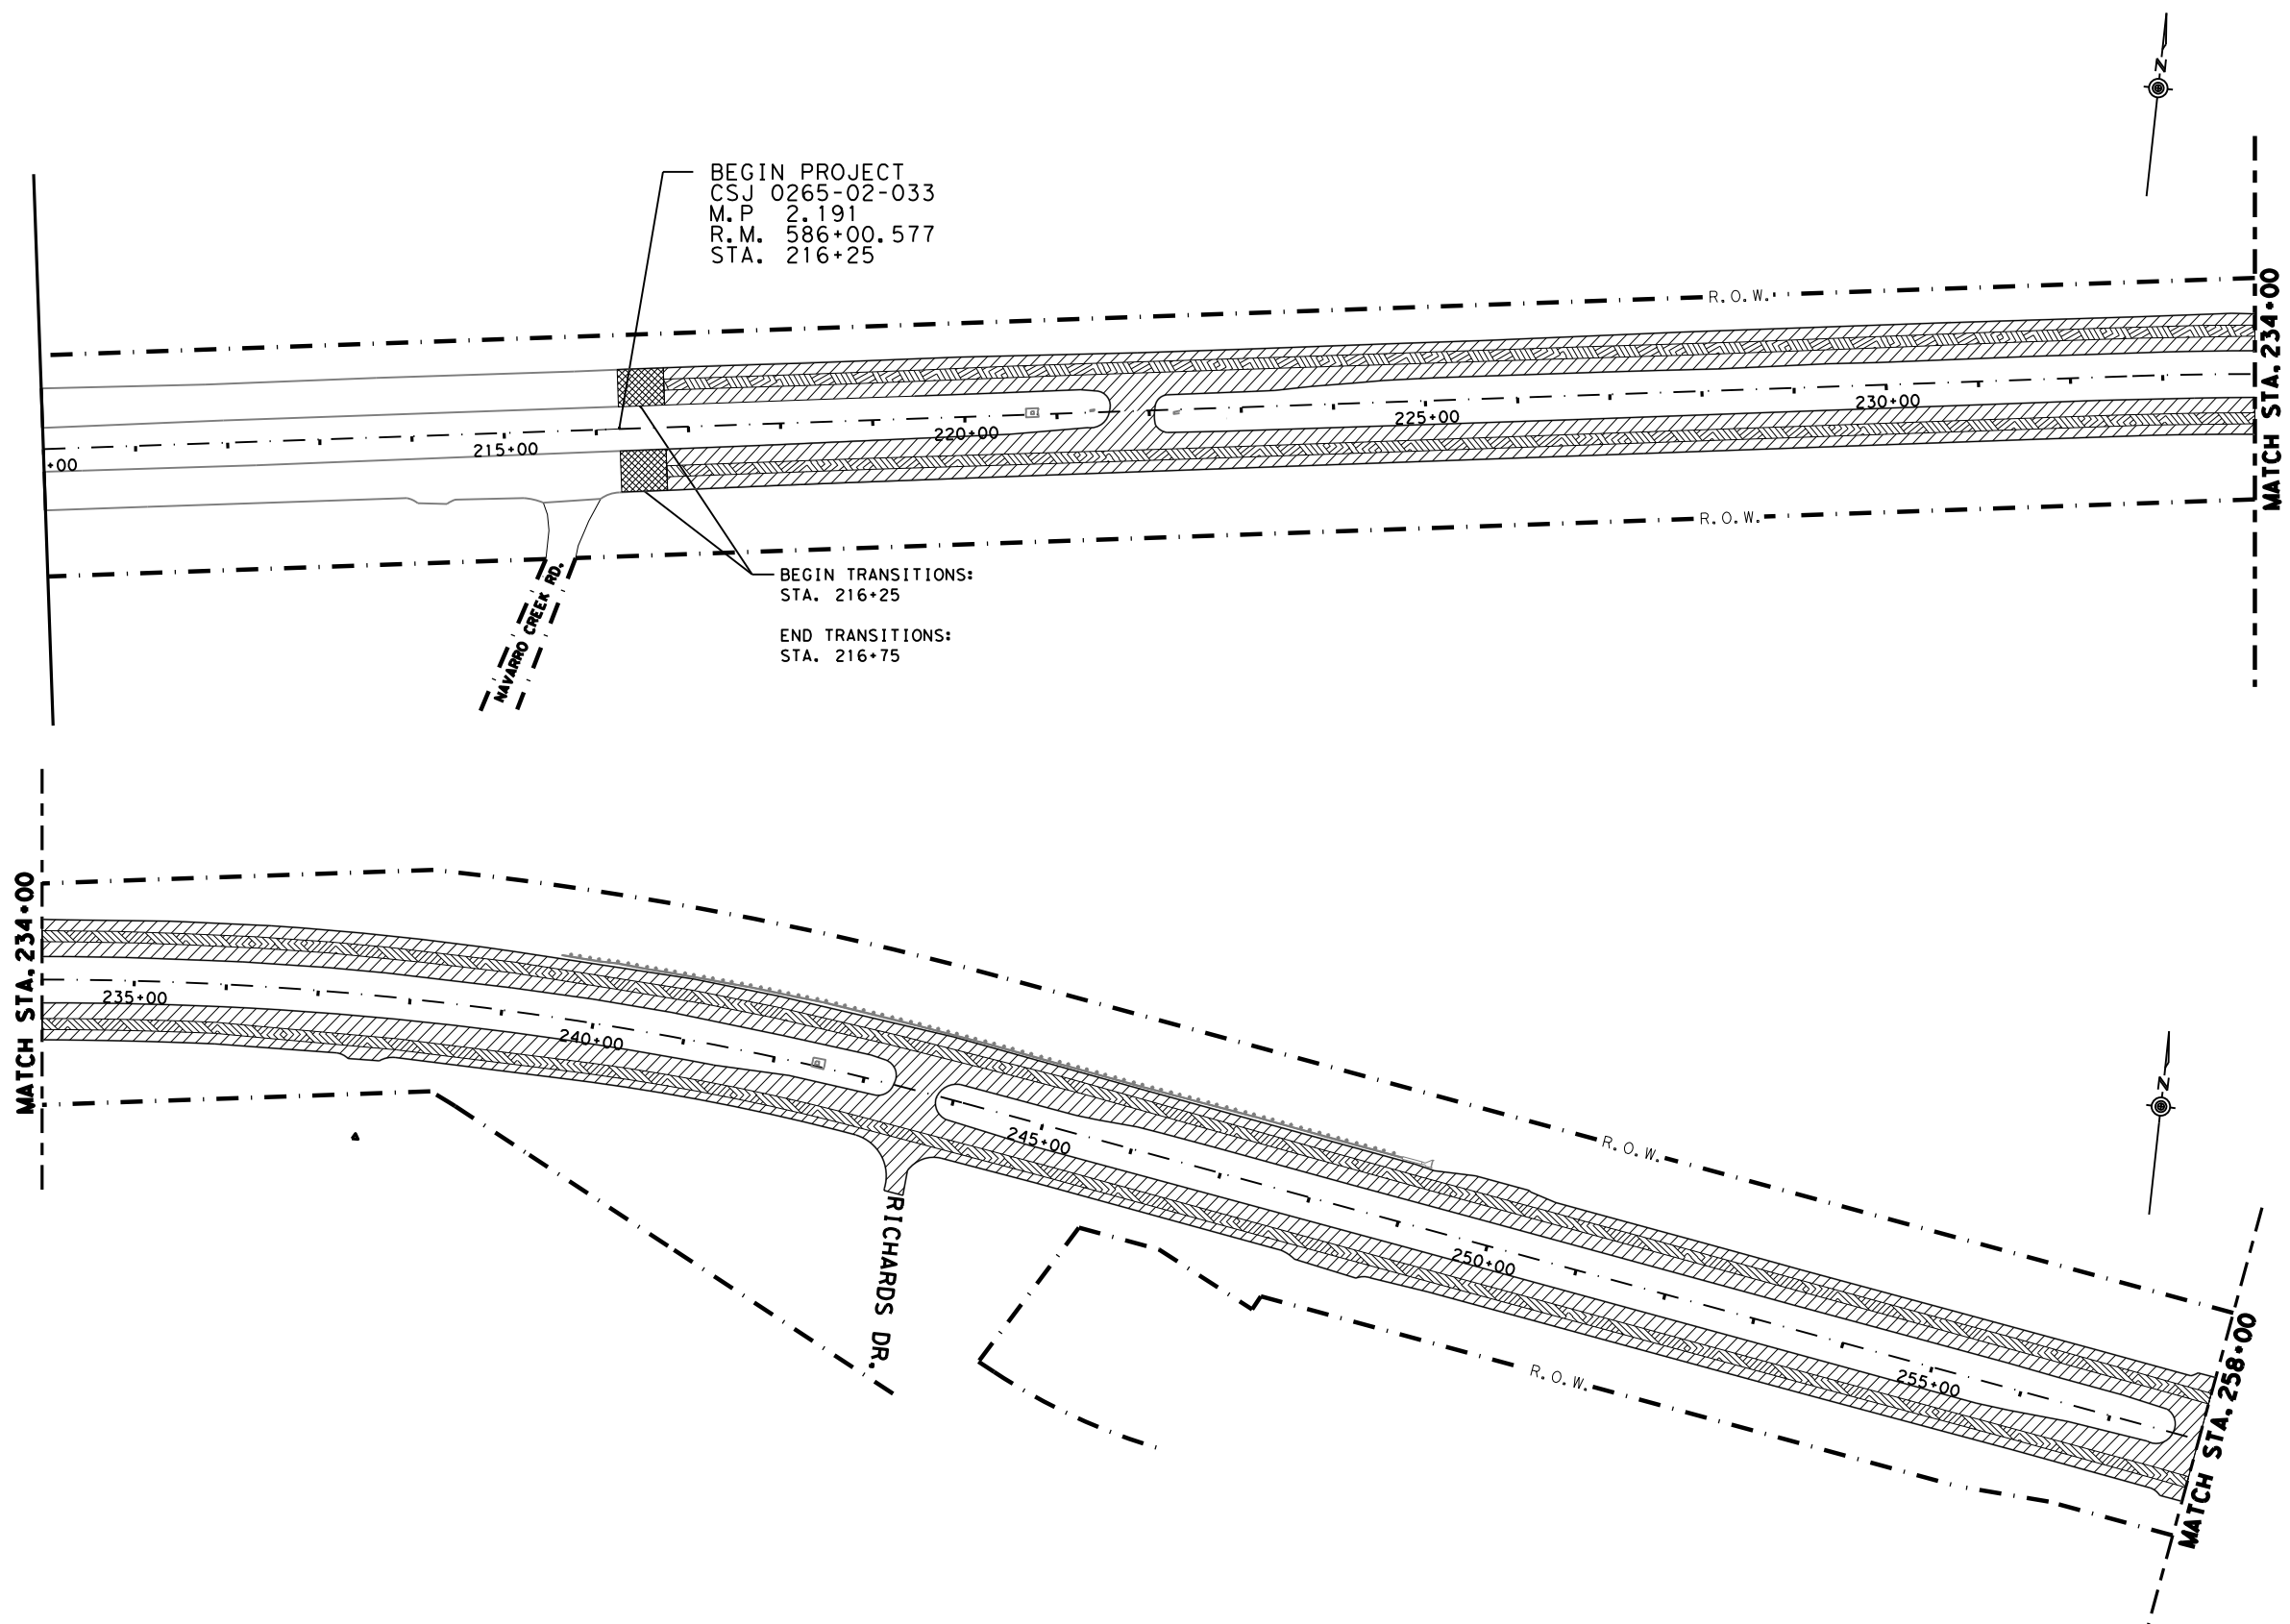 N
BEGIN PROJECT
CSJ 0265-02-033
M.P 2.191
R.M. 586+00.577
STA. 216+25
R.O.W.
MATCH STA. 234+00
+00
215+00
220+00
225+00
230+00
R.O.W.
NAVARRO CREEK RD.
BEGIN TRANSITIONS:
STA. 216+25
END TRANSITIONS:
STA. 216+75
MATCH STA. 234+00
235+00
240+00
245+00
250+00
255+00
N
R.O.W.
RICHARDS DR.
R.O.W.
MATCH STA. 258+00